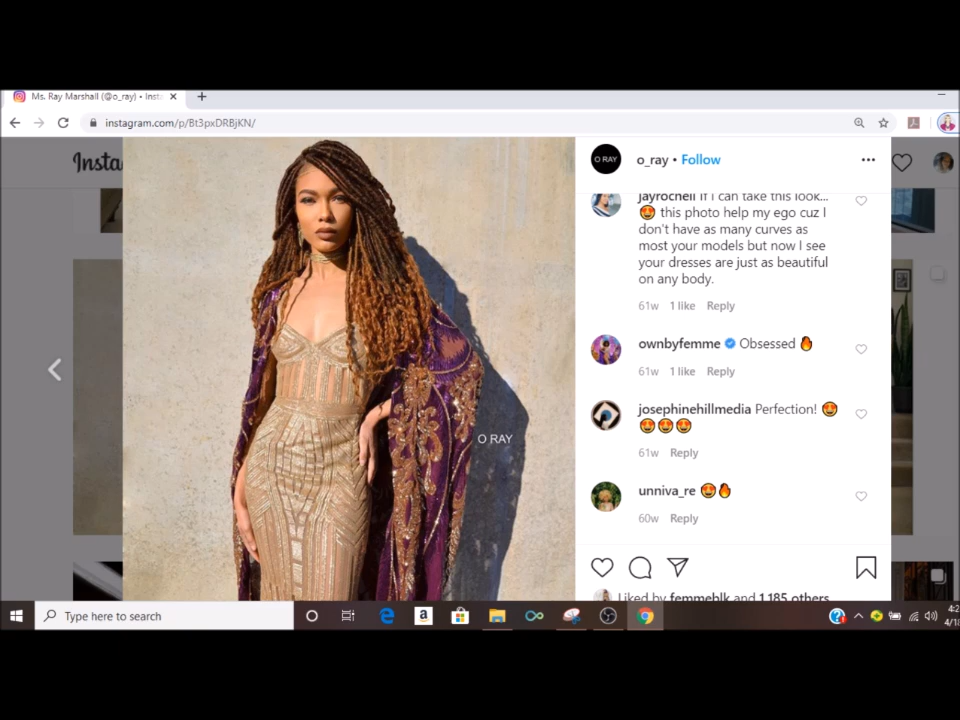 Ms. Ray Marshall (@o_ray) • Insta
instagram.com/p/Bt3pxDRBjKN/
Insta
O RAY
o_ray • Follow
jayrochell If I can take this look...
😍 this photo help my ego cuz I
don't have as many curves as
most your models but now I see
your dresses are just as beautiful
on any body.
61w 1 like Reply
ownbyfemme Obsessed 🔥
61w 1 like Reply
josephinehillmedia Perfection! 😍
😍😍😍
61w Reply
unniva_re 😍🔥
60w Reply
O RAY
Liked by femmeblk and 1,185 others
Type here to search